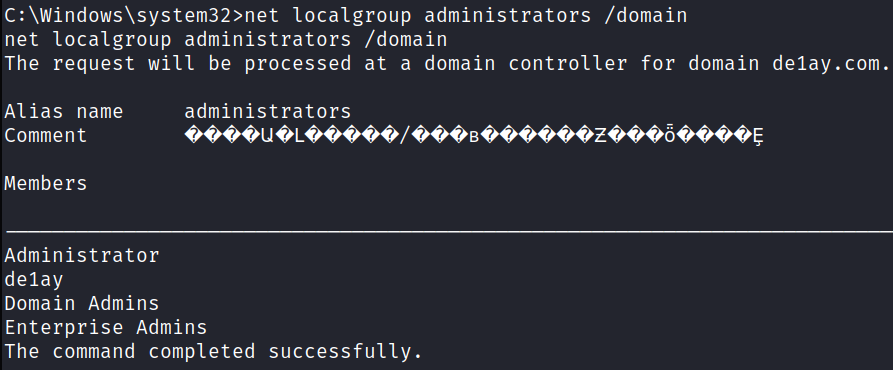 C:\Windows\system32>net localgroup administrators /domain
net localgroup administrators /domain
The request will be processed at a domain controller for domain de1ay.com.
Alias name     administrators
Comment        ����Ա�Ļ�����/���в������Ƶ���ȫ����Ȩ
Members
-------------------------------------------------------------------------------
Administrator
de1ay
Domain Admins
Enterprise Admins
The command completed successfully.